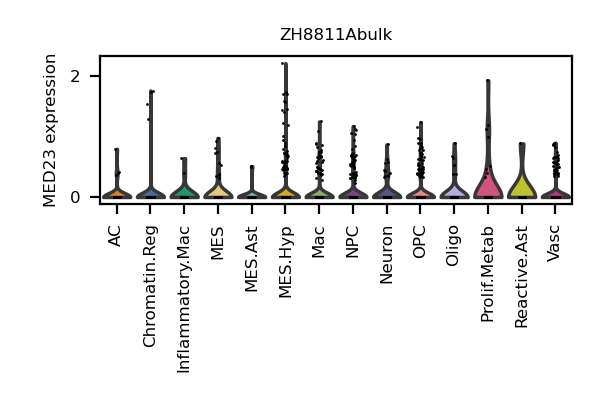 ZH8811Abulk
MED23 expression
2
0
AC
Chromatin.Reg
Inflammatory.Mac
MES
MES.Ast
MES.Hyp
Mac
NPC
Neuron
OPC
Oligo
Prolif.Metab
Reactive.Ast
Vasc